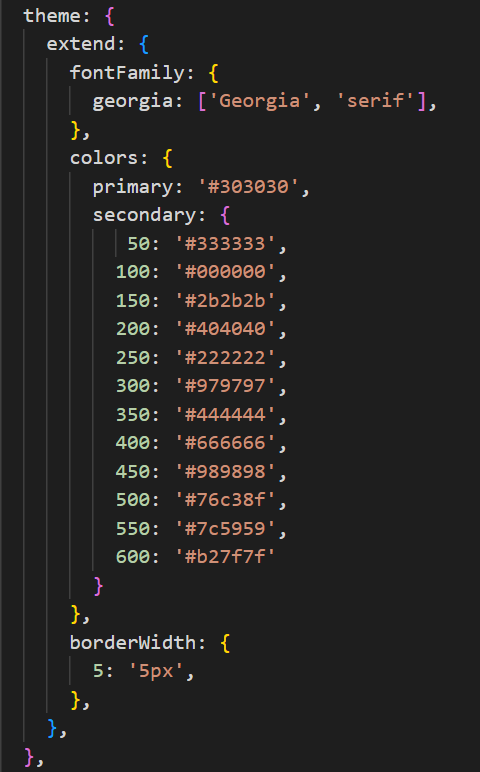 theme: {
extend: {
fontFamily: {
georgia: ['Georgia', 'serif'],
},
colors: {
primary: '#303030',
secondary: {
50: '#333333',
100: '#000000',
150: '#2b2b2b',
200: '#404040',
250: '#222222',
300: '#979797',
350: '#444444',
400: '#666666',
450: '#989898',
500: '#76c38f',
550: '#7c5959',
600: '#b27f7f'
}
},
borderWidth: {
5: '5px',
},
},
},